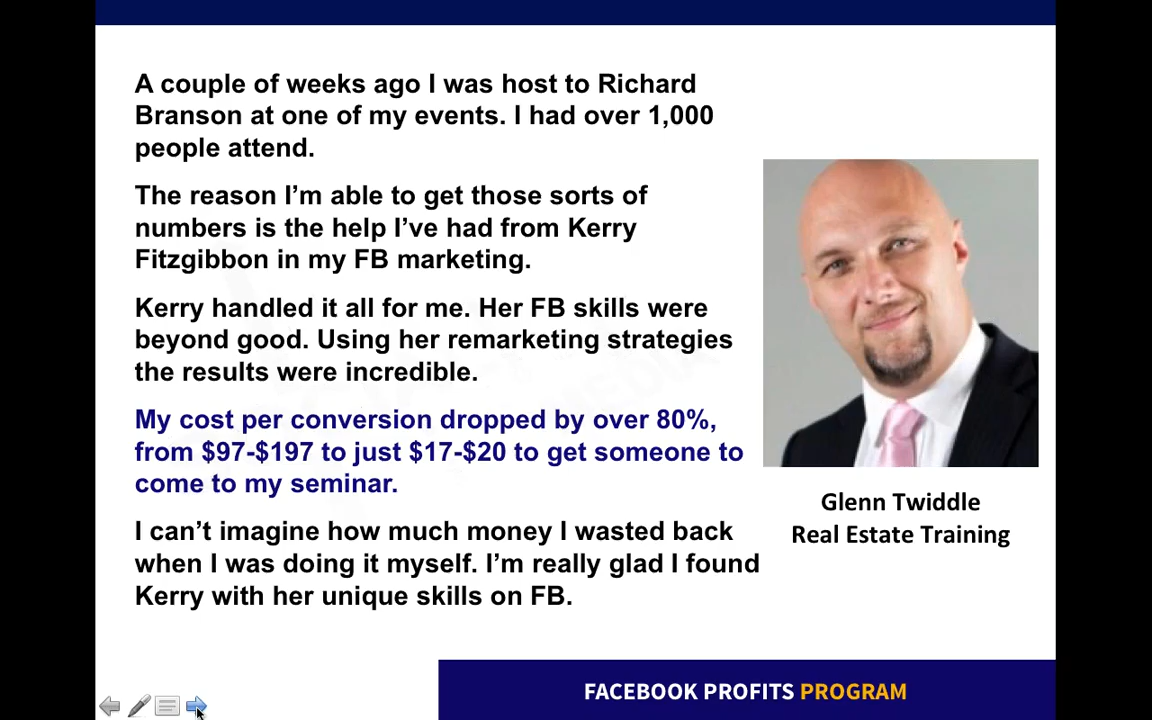 A couple of weeks ago I was host to Richard
Branson at one of my events. I had over 1,000
people attend.
The reason I’m able to get those sorts of
numbers is the help I’ve had from Kerry
Fitzgibbon in my FB marketing.
Kerry handled it all for me. Her FB skills were
beyond good. Using her remarketing strategies
the results were incredible.
My cost per conversion dropped by over 80%,
from $97-$197 to just $17-$20 to get someone to
come to my seminar.
I can’t imagine how much money I wasted back
when I was doing it myself. I’m really glad I found
Kerry with her unique skills on FB.
Glenn Twiddle
Real Estate Training
FACEBOOK PROFITS PROGRAM